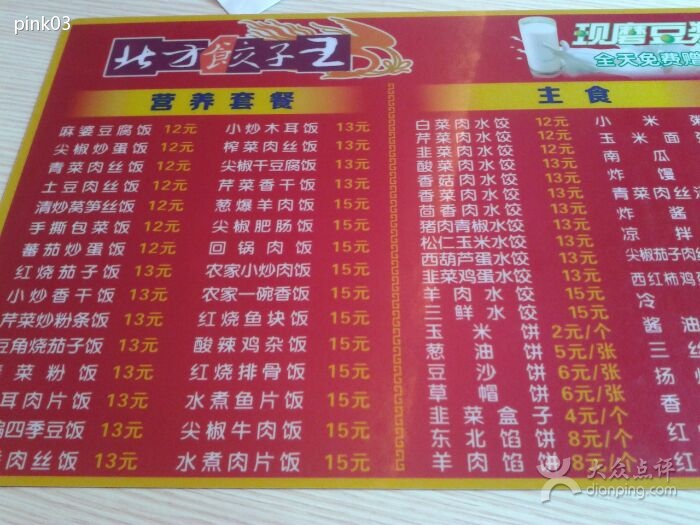 pink03
北方餃子王
现磨豆浆
全天免费赠
营养套餐
麻婆豆腐饭 12元
尖椒炒蛋饭 12元
青菜肉丝饭 12元
土豆肉丝饭 12元
清炒莴笋丝饭 12元
手撕包菜饭 12元
蕃茄炒蛋饭 12元
红烧茄子饭 13元
小炒香干饭 13元
芹菜炒粉条饭 13元
豆角烧茄子饭 13元
菜粉饭 13元
耳肉片饭 13元
四季豆饭 13元
肉丝饭 13元
小炒木耳饭 13元
榨菜肉丝饭 13元
尖椒干豆腐饭 13元
芹菜香干饭 13元
葱爆羊肉饭 15元
尖椒肥肠饭 15元
回锅肉饭 15元
农家小炒肉饭 15元
农家一碗香饭 15元
红烧鱼块饭 15元
酸辣鸡杂饭 15元
红烧排骨饭 15元
水煮鱼片饭 15元
尖椒牛肉饭 15元
水煮肉片饭 15元
主食
白菜肉水饺 12元
芹菜肉水饺 12元
韭菜肉水饺 12元
酸菜肉水饺 13元
香菇肉水饺 13元
香菜肉水饺 13元
茴香肉水饺 13元
猪肉青椒水饺 13元
松仁玉米水饺 13元
西葫芦蛋水饺 13元
韭菜鸡蛋水饺 13元
羊肉水饺 15元
三鲜水饺 15元
玉米饼 2元/个
葱油饼 5元/张
豆沙饼 6元/张
草帽饼 6元/张
韭菜盒子 4元/个
东北馅饼 8元/个
羊肉馅饼 8元/个
小米粥
玉米面
南瓜
炸馒
青菜肉丝
炸酱
凉拌
尖椒茄子肉丝
西红柿鸡蛋
冷
酱油
三丝
扬
香
红
红
大众点评
dianping.com